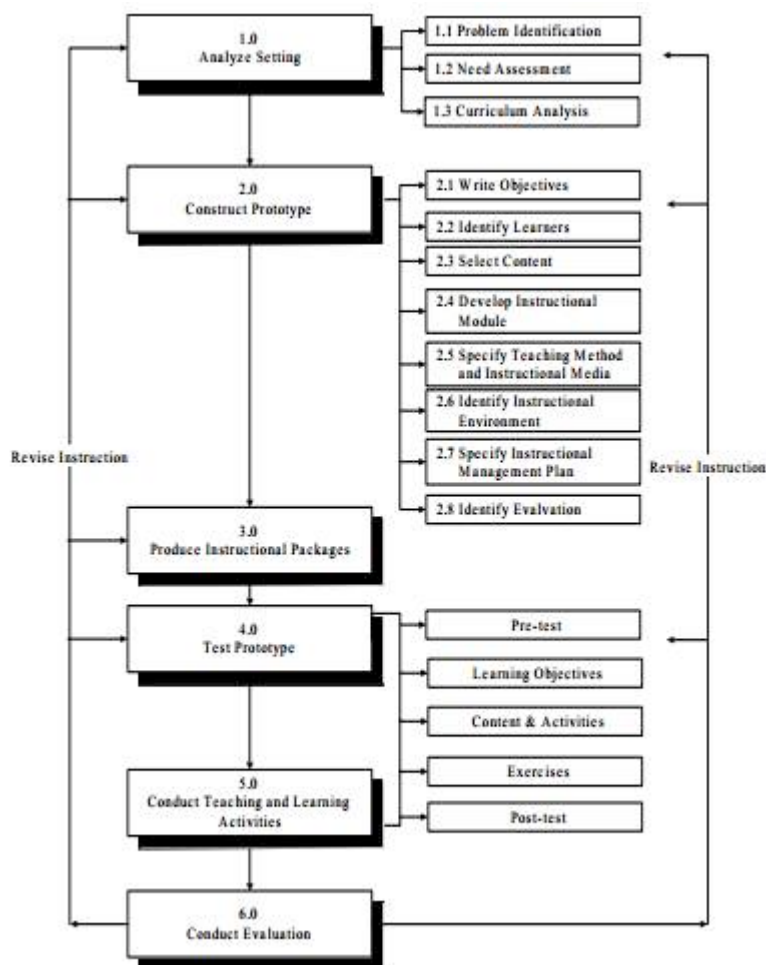 1.0
Analyze Setting
1.1 Problem Identification
1.2 Need Assessment
1.3 Curriculum Analysis
2.0
Construct Prototype
2.1 Write Objectives
2.2 Identify Learners
2.3 Select Content
2.4 Develop Instructional
Module
2.5 Specify Teaching Method
and Instructional Media
2.6 Identify Instructional
Environment
2.7 Specify Instructional
Management Plan
2.8 Identify Evalvation
Revise Instruction
Revise Instruction
3.0
Produce Instructional Packages
4.0
Test Prototype
Pre-test
Learning Objectives
Content & Activities
Exercises
Post-test
5.0
Conduct Teaching and Learning
Activities
6.0
Conduct Evaluation